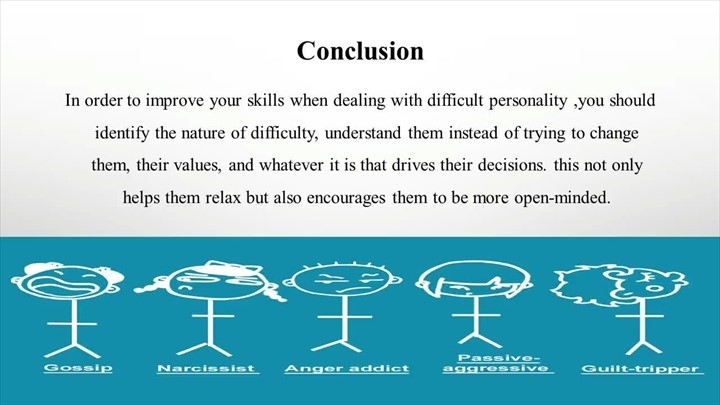 Conclusion
In order to improve your skills when dealing with difficult personality ,you should
identify the nature of difficulty, understand them instead of trying to change
them, their values, and whatever it is that drives their decisions. this not only
helps them relax but also encourages them to be more open-minded.
Gossip
Narcissist
Anger addict
Passive-
aggressive
Guilt-tripper